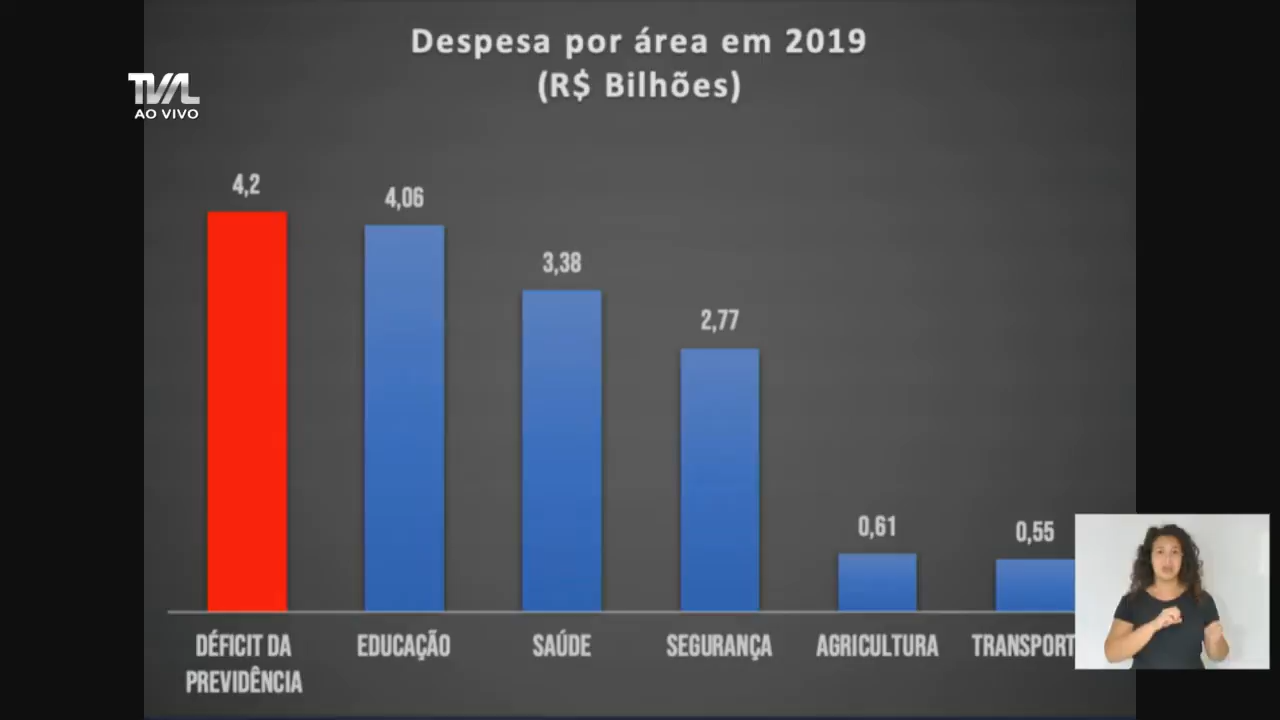 Despesa por área em 2019
(R$ Bilhões)
TVAL
AO VIVO
4,2
4,06
3,38
2,77
0,61
0,55
DÉFICIT DA
PREVIDÊNCIA
EDUCAÇÃO
SAÚDE
SEGURANÇA
AGRICULTURA
TRANSPORT